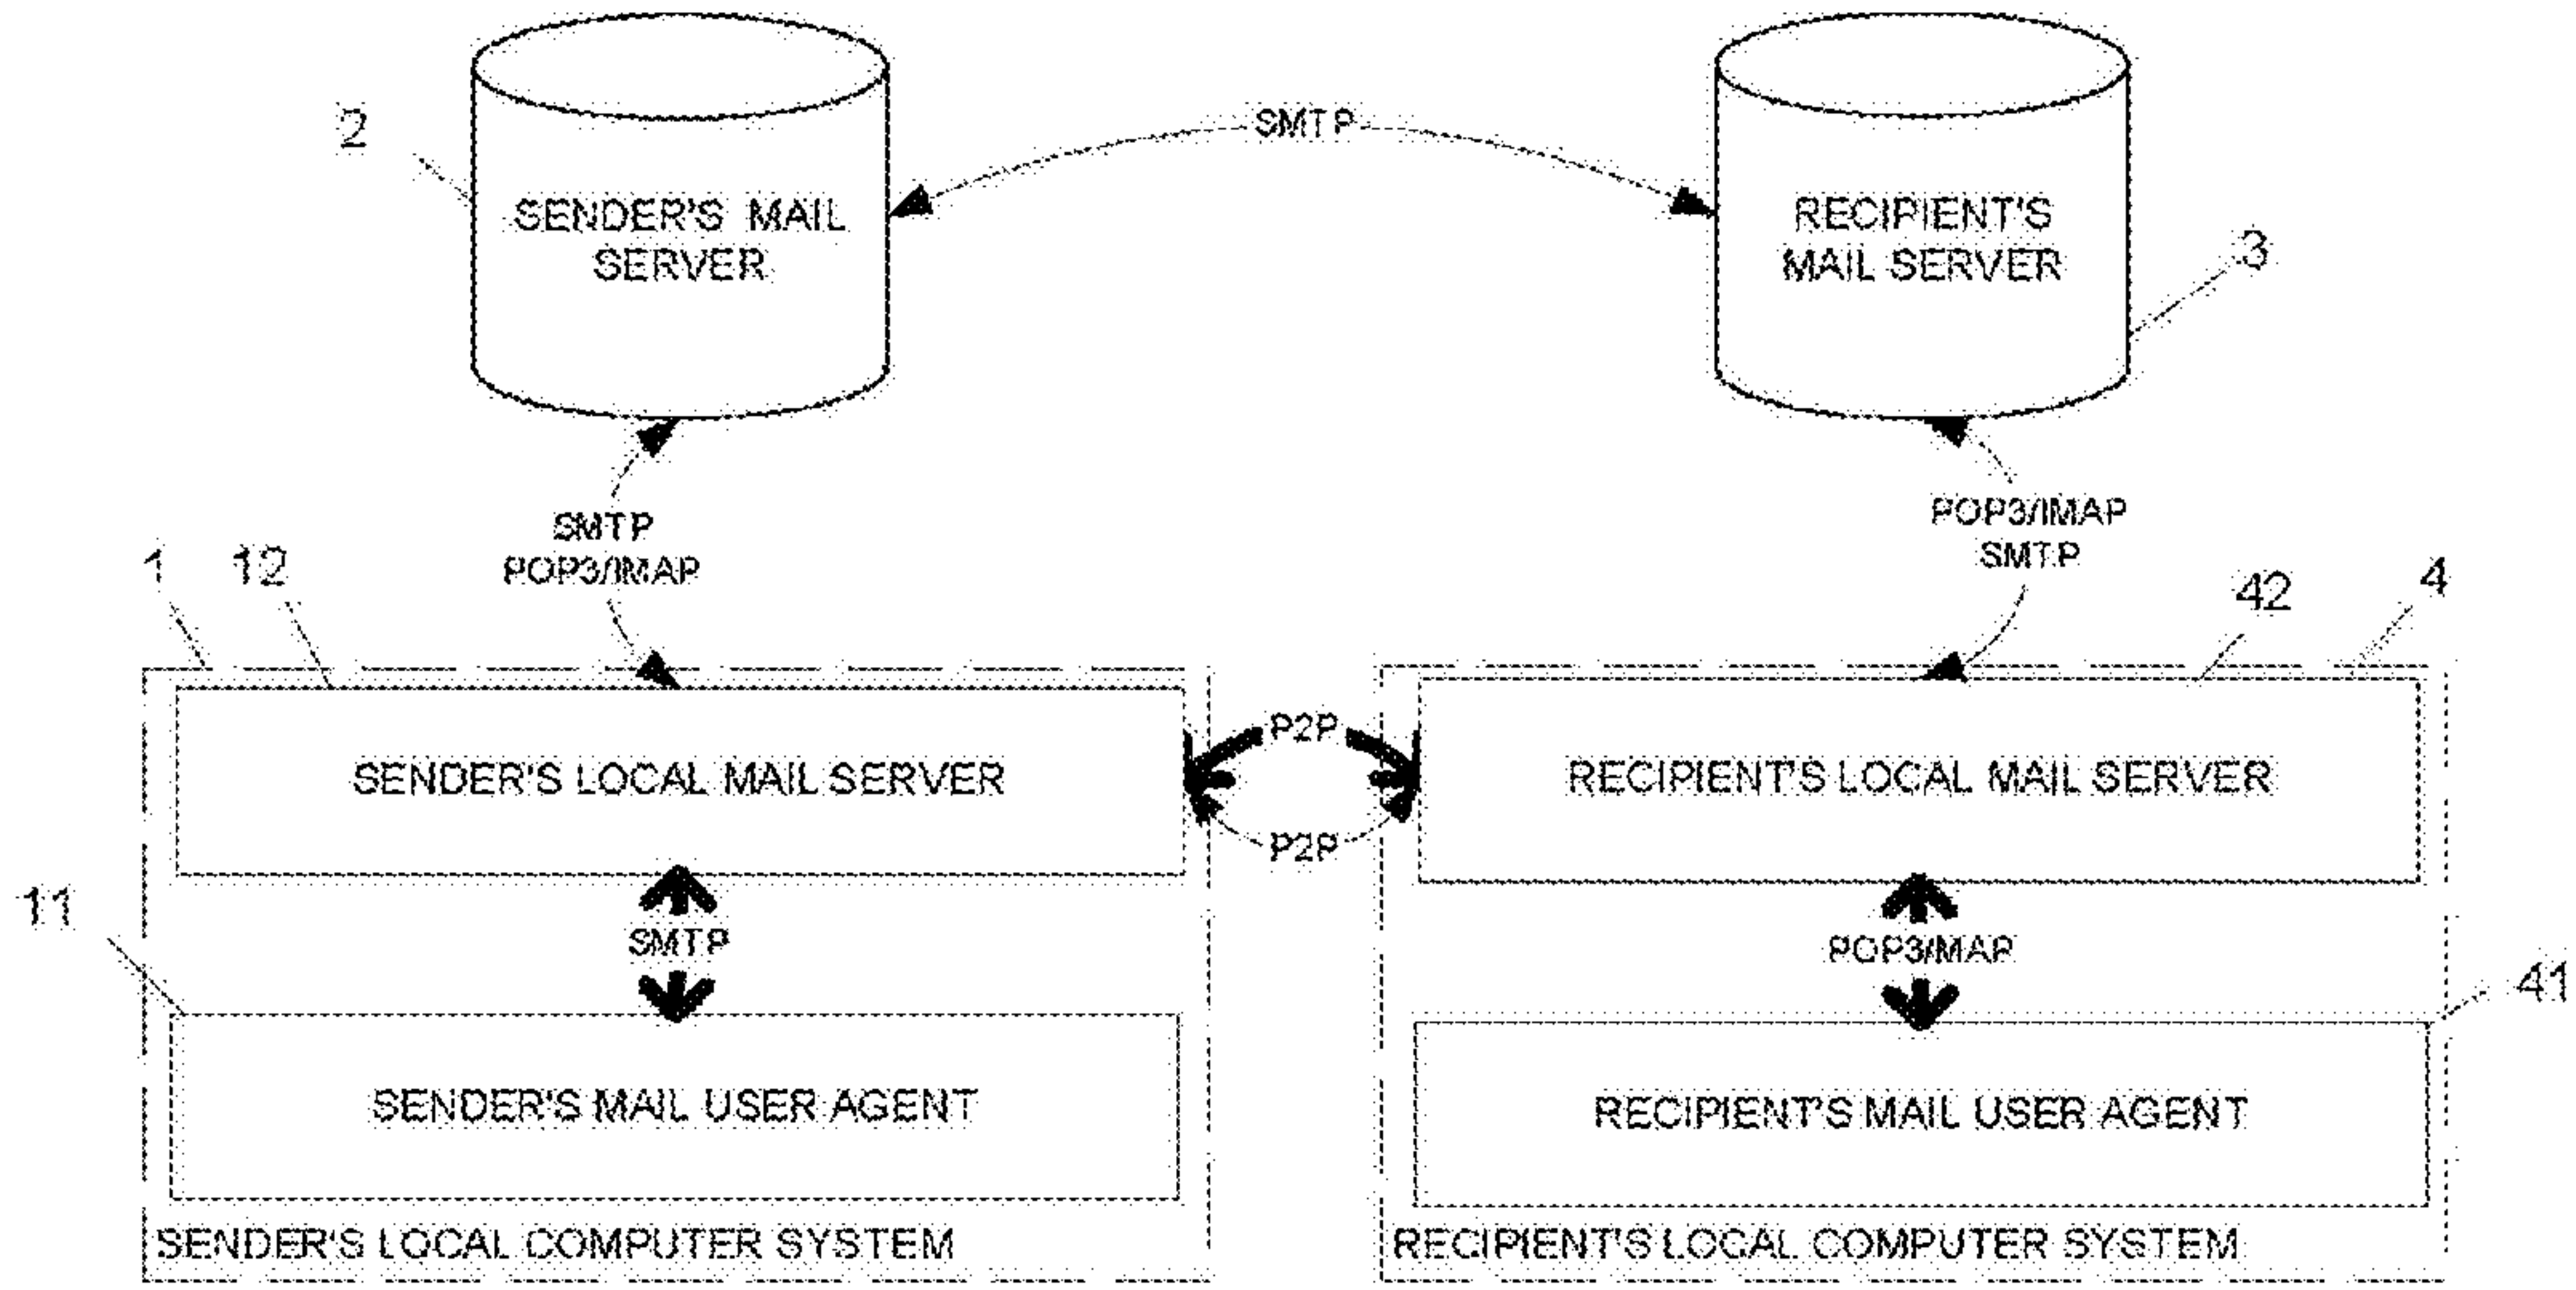 2
SENDER'S MAIL
SERVER
SMTP
RECIPIENT'S
MAIL SERVER
3
SMTP
POP3/IMAP
POP3/IMAP
SMTP
1
12
42
4
SENDER'S LOCAL MAIL SERVER
P2P
P2P
RECIPIENT'S LOCAL MAIL SERVER
11
SMTP
POP3/MAP
41
SENDER'S MAIL USER AGENT
RECIPIENT'S MAIL USER AGENT
SENDER'S LOCAL COMPUTER SYSTEM
RECIPIENT'S LOCAL COMPUTER SYSTEM